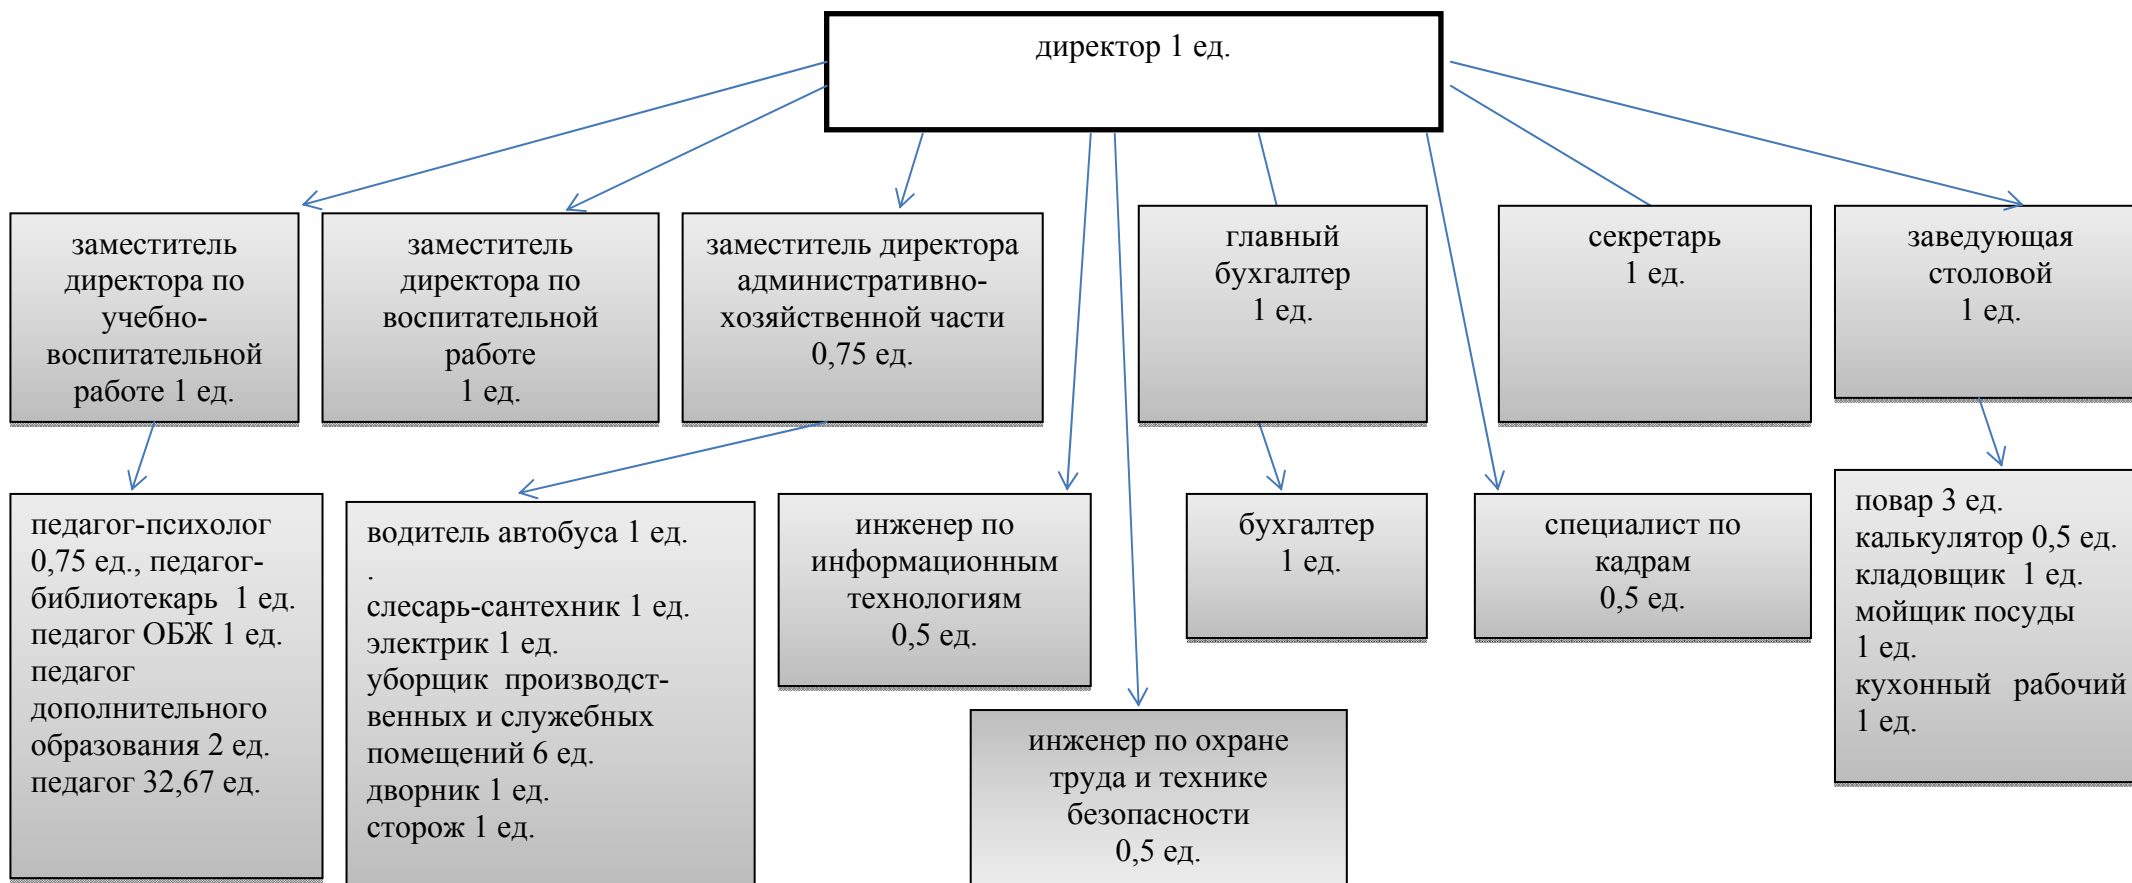 директор 1 ед.
заместитель
директора по
учебно-
воспитательной
работе 1 ед.
заместитель
директора по
воспитательной
работе
1 ед.
заместитель директора
административно-
хозяйственной части
0,75 ед.
главный
бухгалтер
1 ед.
секретарь
1 ед.
заведующая
столовой
1 ед.
педагог-психолог
0,75 ед., педагог-
библиотекарь 1 ед.
педагог ОБЖ 1 ед.
педагог
дополнительного
образования 2 ед.
педагог 32,67 ед.
водитель автобуса 1 ед.
.
слесарь-сантехник 1 ед.
электрик 1 ед.
уборщик производст-
венных и служебных
помещений 6 ед.
дворник 1 ед.
сторож 1 ед.
инженер по
информационным
технологиям
0,5 ед.
инженер по охране
труда и технике
безопасности
0,5 ед.
бухгалтер
1 ед.
специалист по
кадрам
0,5 ед.
повар 3 ед.
калькулятор 0,5 ед.
кладовщик 1 ед.
мойщик посуды
1 ед.
кухонный рабочий
1 ед.